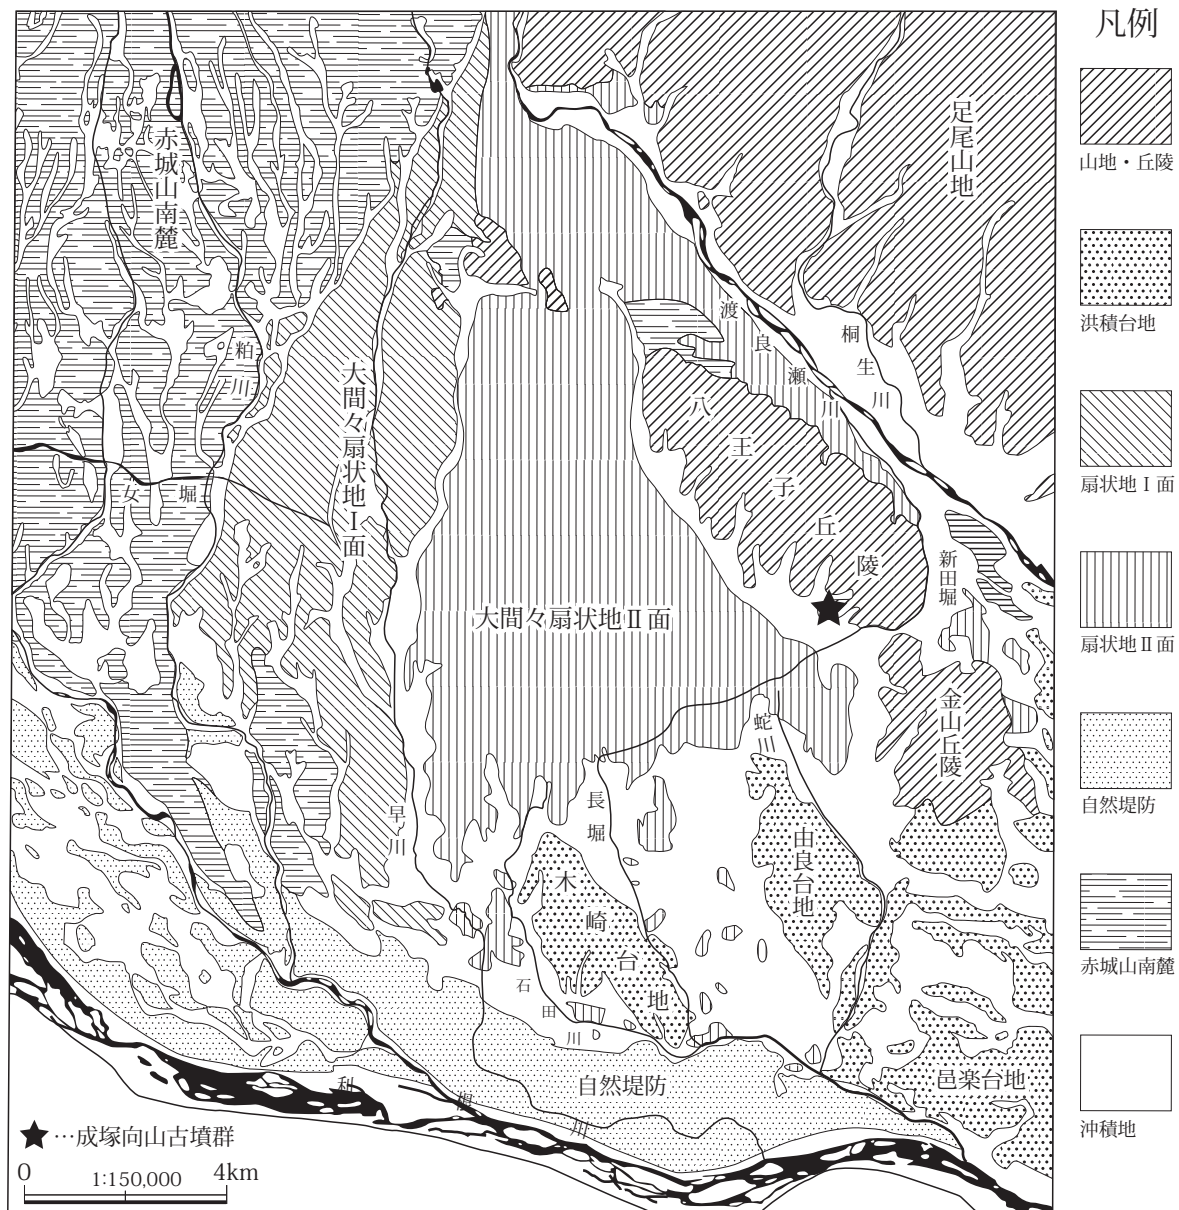 凡例
山地・丘陵
洪積台地
扇状地Ⅰ面
扇状地Ⅱ面
自然堤防
赤城山南麓
沖積地
足尾山地
赤城山南麓
粕川
女堀
大間々扇状地Ⅰ面
大間々扇状地Ⅱ面
渡良瀬川
桐生川
八王子丘陵
新田堀
金山丘陵
蛇川
長堀
早川
由良台地
木崎台地
石田川
邑楽台地
自然堤防
利根川
★…成塚向山古墳群
0 1:150,000 4km